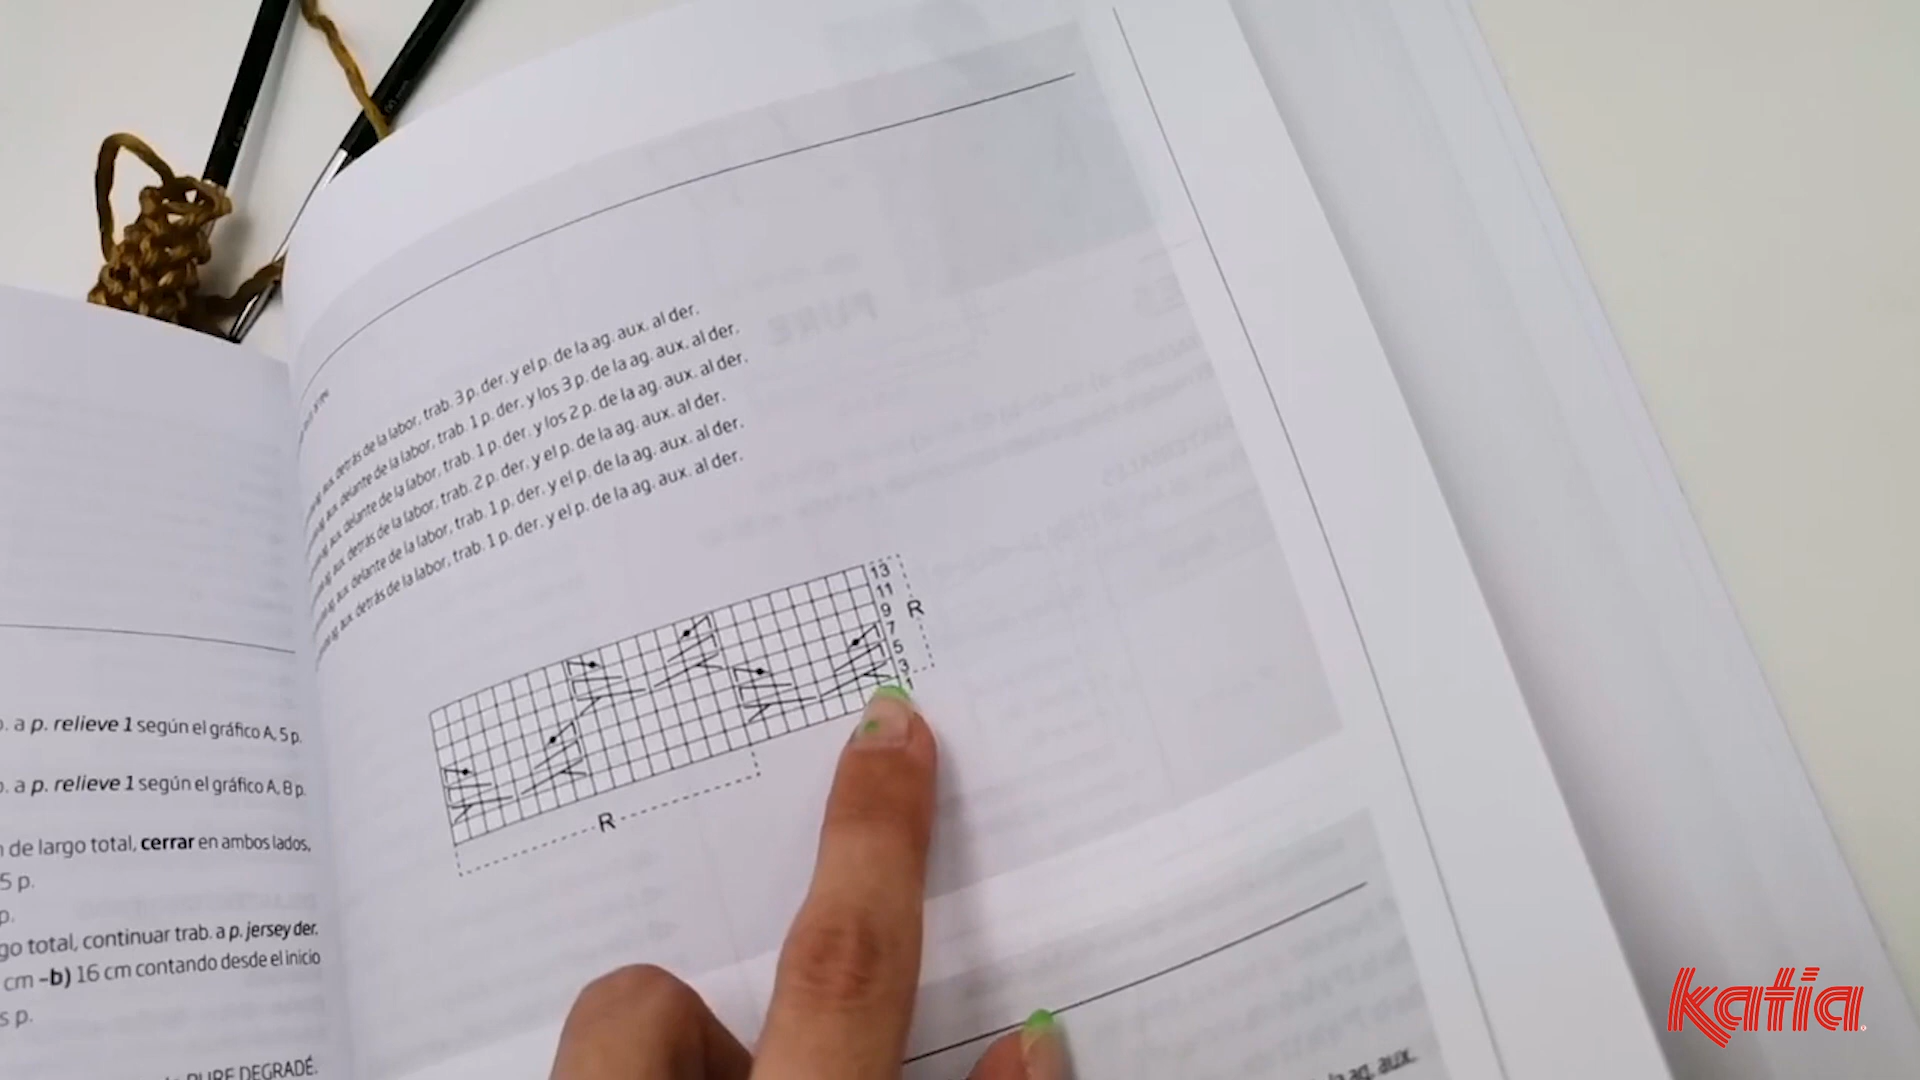 aux. detrás de la labor, trab. 3 p. der. y el p. de la ag. aux. al der.
aux. delante de la labor, trab. 1 p. der. y los 3 p. de la ag. aux. al der.
aux. delante de la labor, trab. 1 p. der. y los 2 p. de la ag. aux. al der.
aux. detrás de la labor, trab. 2 p. der. y el p. de la ag. aux. al der.
aux. delante de la labor, trab. 1 p. der. y el p. de la ag. aux. al der.
aux. detrás de la labor, trab. 1 p. der. y el p. de la ag. aux. al der.
13
11
9
7
5
3
1
R
R
. a p. relieve 1 según el gráfico A, 5 p.
. a p. relieve 1 según el gráfico A, 8 p.
de largo total, cerrar en ambos lados,
5 p.
p.
go total, continuar trab. a p. jersey der.
cm –b) 16 cm contando desde el inicio
s p.
PURE DEGRADÉ.
la ag. aux.
katia